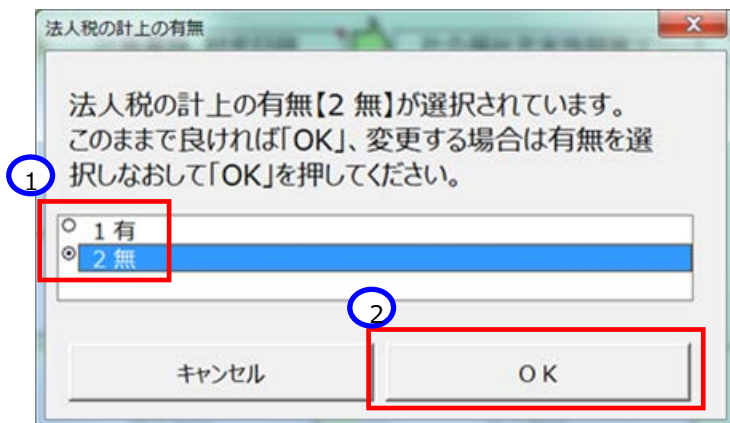 法人税の計上の有無
法人税の計上の有無【2 無】が選択されています。
このままで良ければ「OK」、変更する場合は有無を選
択しなおして「OK」を押してください。
1
1 有
2 無
2
キャンセル
OK